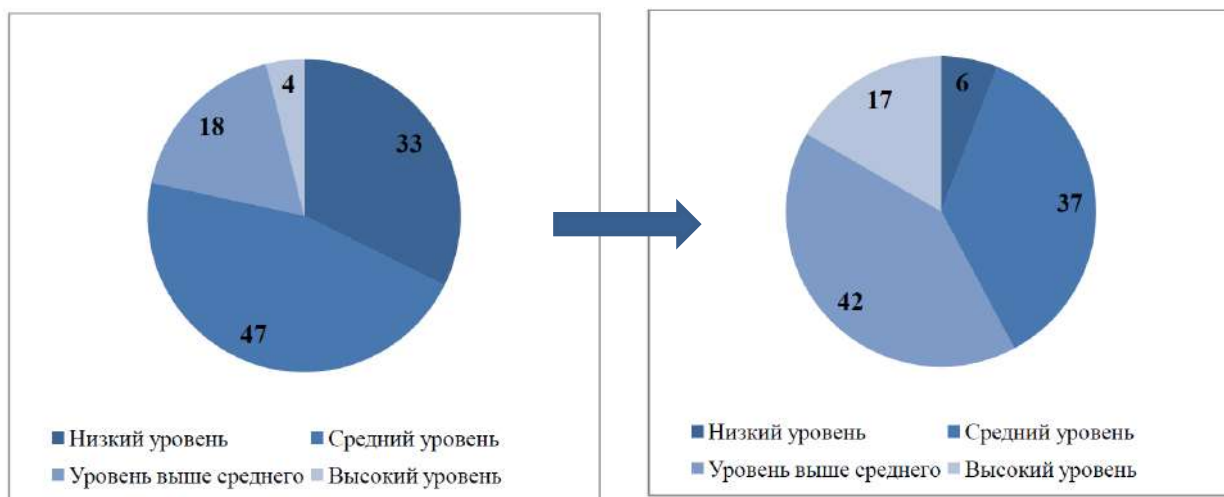 4
18
33
47
Низкий уровень
Средний уровень
Уровень выше среднего
Высокий уровень
6
17
37
42
Низкий уровень
Средний уровень
Уровень выше среднего
Высокий уровень